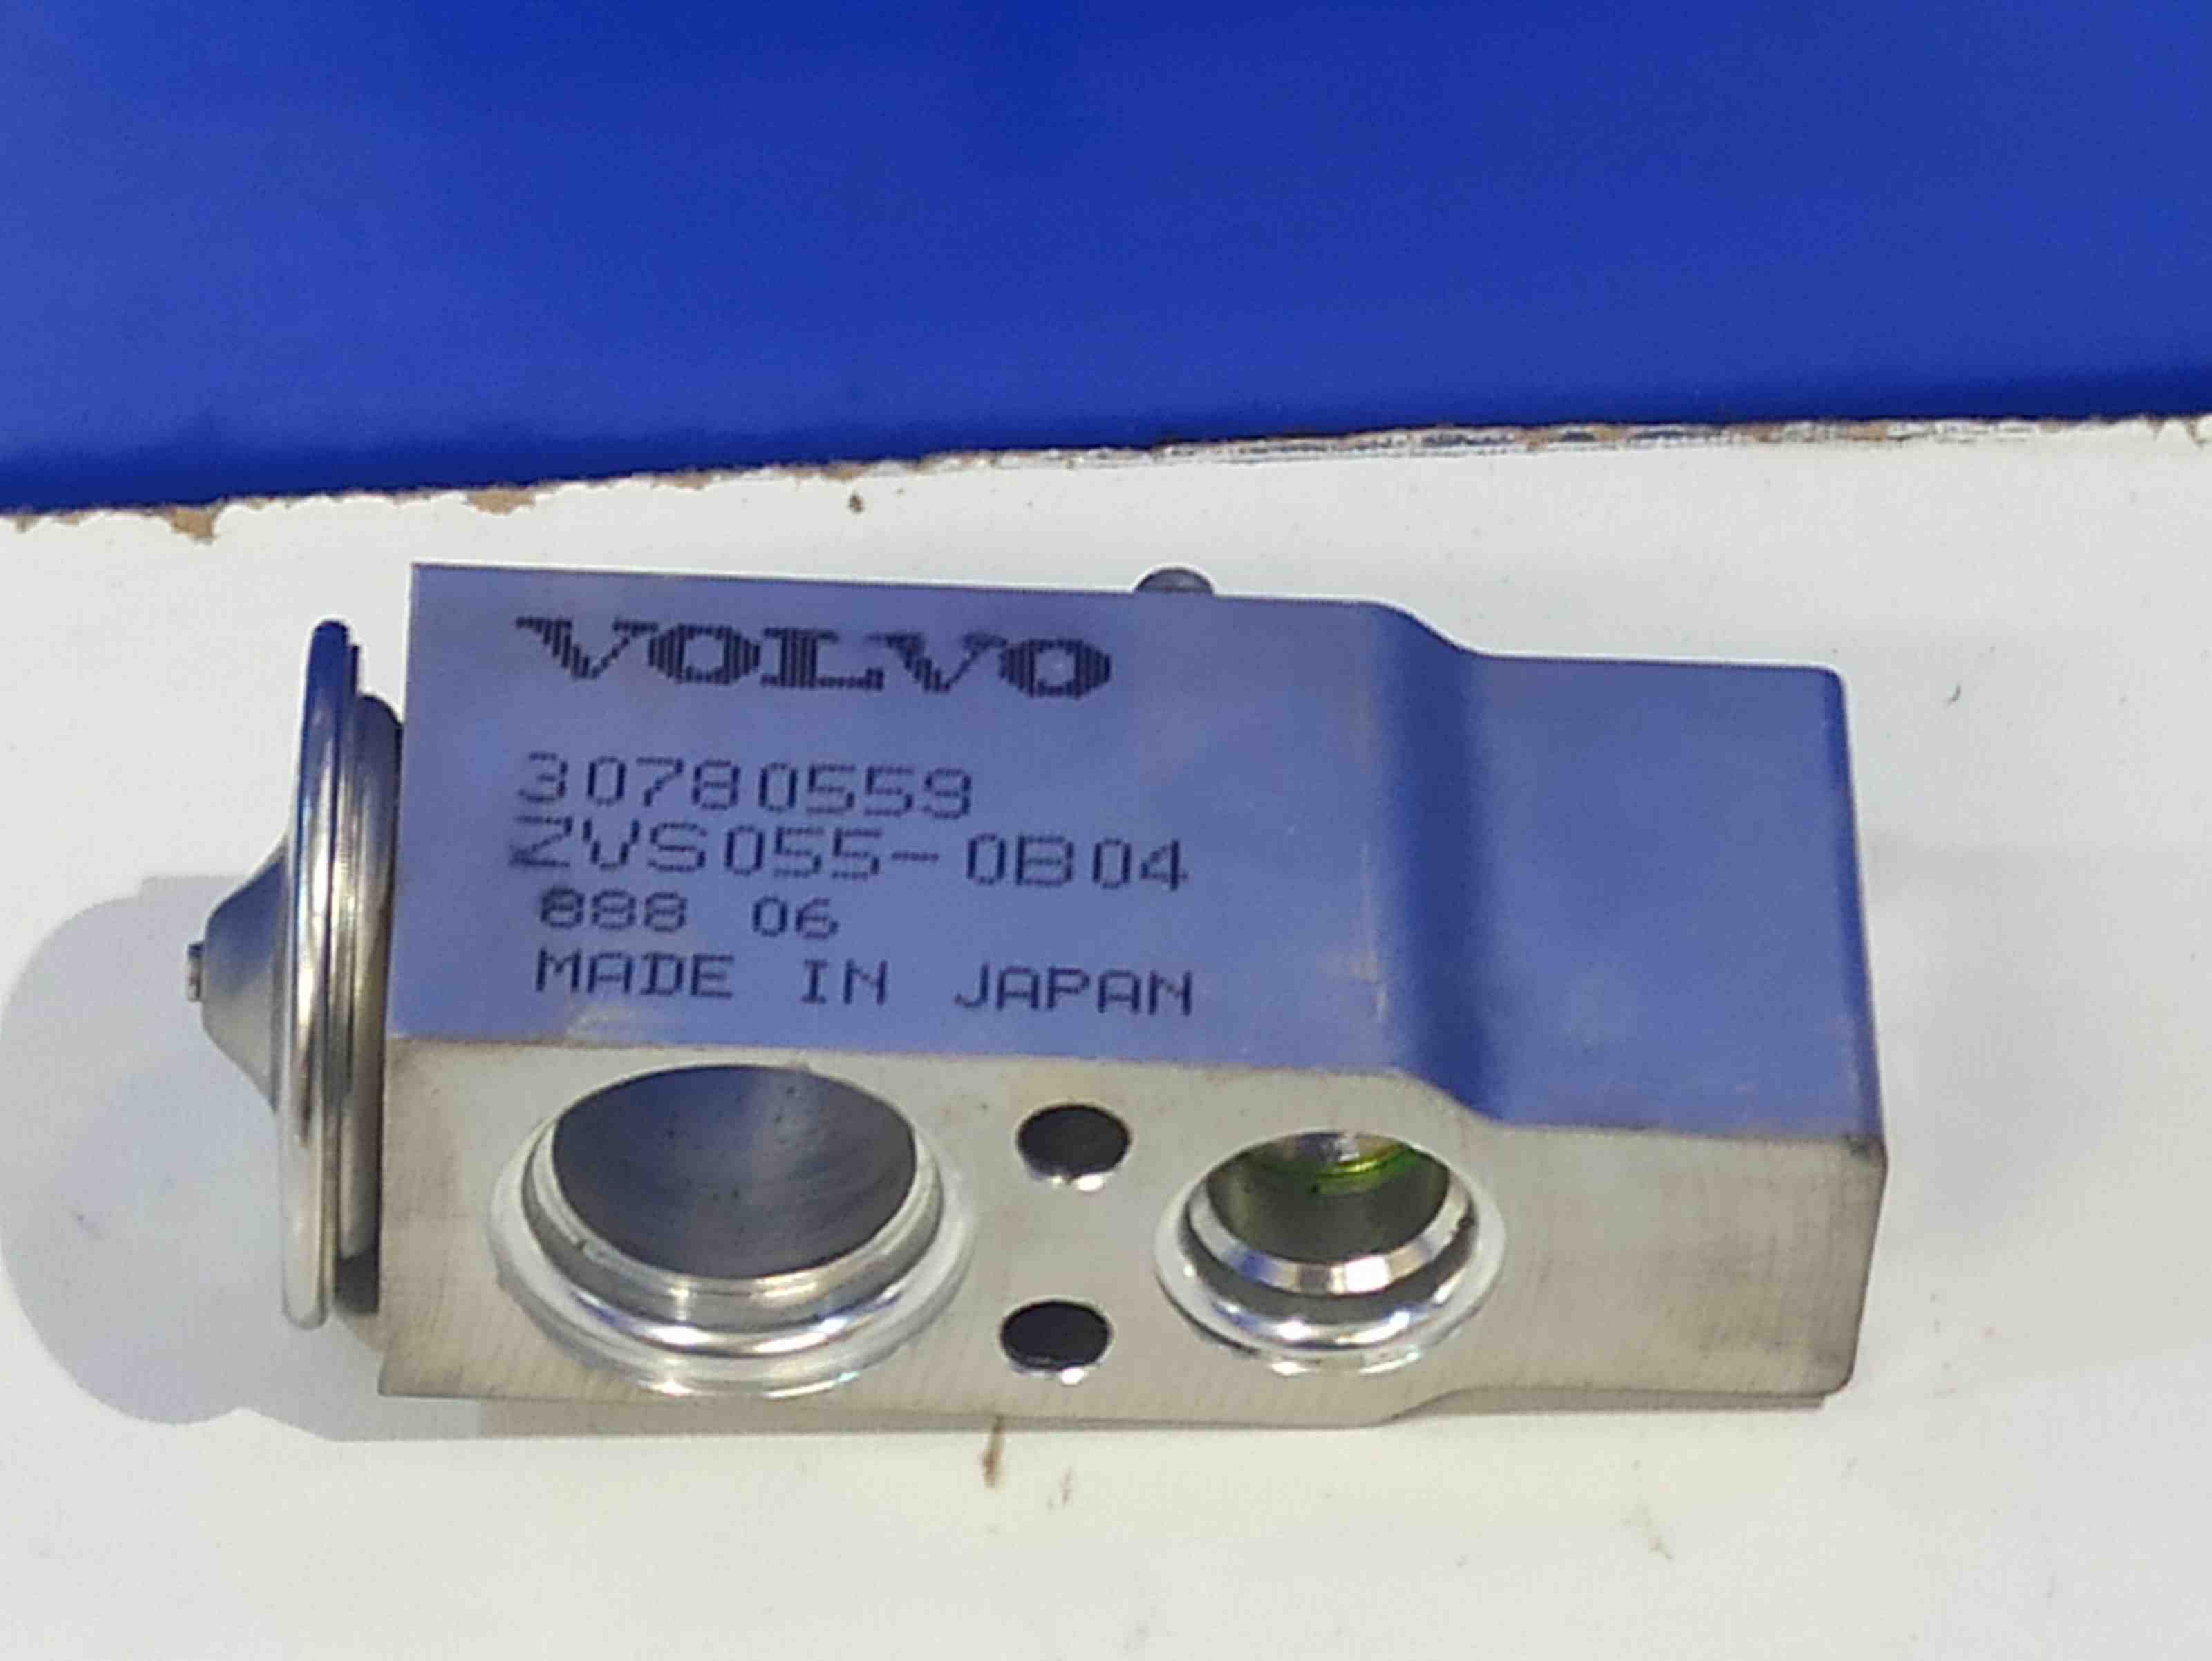 VOLVO
30780559
ZVS055-0B04
888 06
MADE IN JAPAN